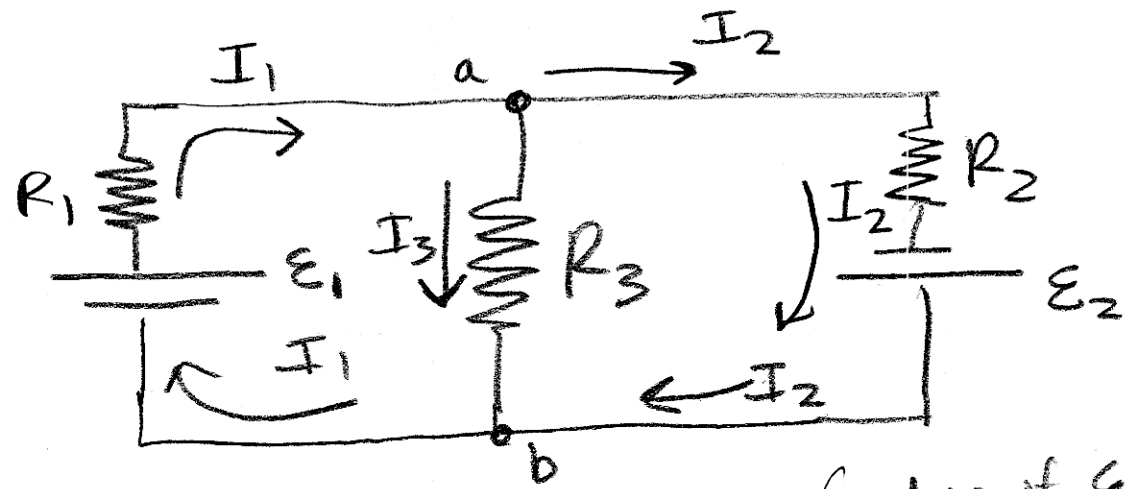 I₁
a
I₂
R₁
ε₁
I₃
R₃
I₂
R₂
ε₂
I₁
I₂
b